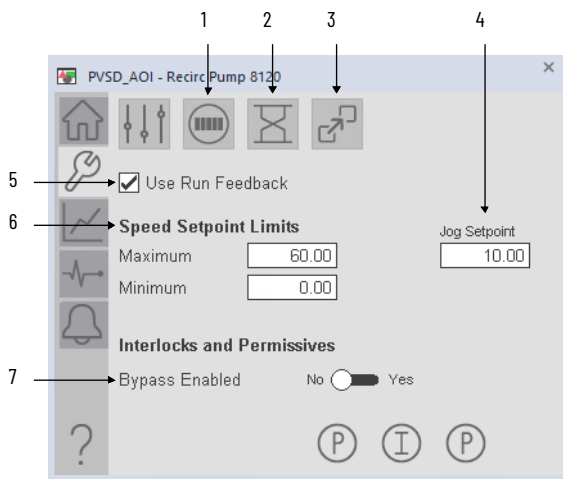 1 2 3 4
PVSD_AOI - Recirc Pump 8120 ×
5 Use Run Feedback
6 Speed Setpoint Limits
Jog Setpoint
Maximum 60.00 10.00
Minimum 0.00
Interlocks and Permissives
7 Bypass Enabled No Yes
? P I P